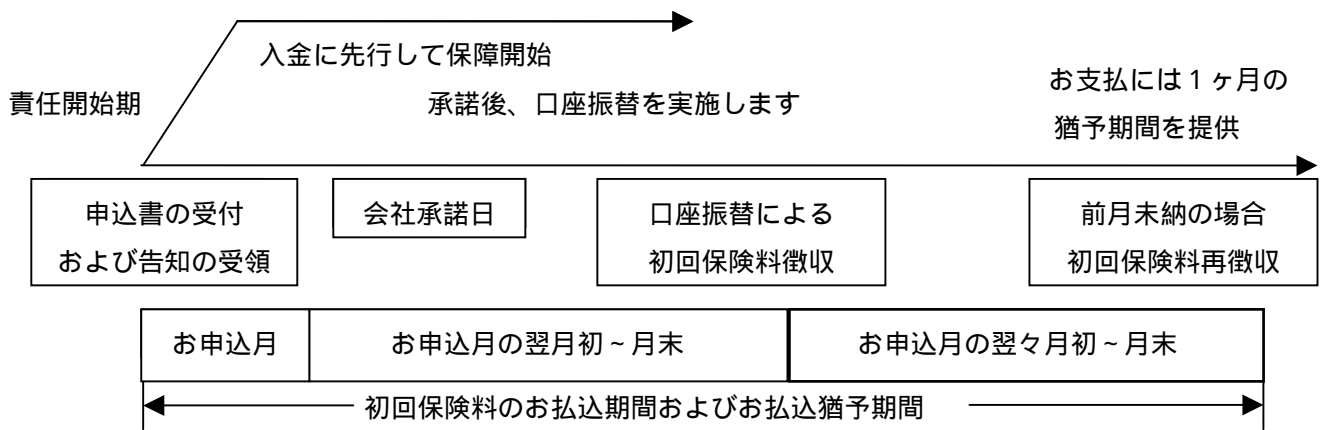 入金に先行して保障開始
責任開始期
承諾後、口座振替を実施します
お支払には１ヶ月の
猶予期間を提供
申込書の受付
および告知の受領
会社承諾日
口座振替による
初回保険料徴収
前月未納の場合
初回保険料再徴収
お申込月
お申込月の翌月初～月末
お申込月の翌々月初～月末
初回保険料のお払込期間およびお払込猶予期間